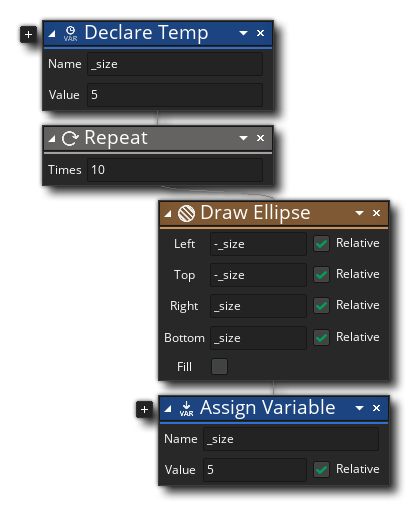 Declare Temp
VAR
Name _size
Value 5
Repeat
Times 10
Draw Ellipse
Left -_size Relative
Top -_size Relative
Right _size Relative
Bottom _size Relative
Fill
Assign Variable
VAR
Name _size
Value 5 Relative